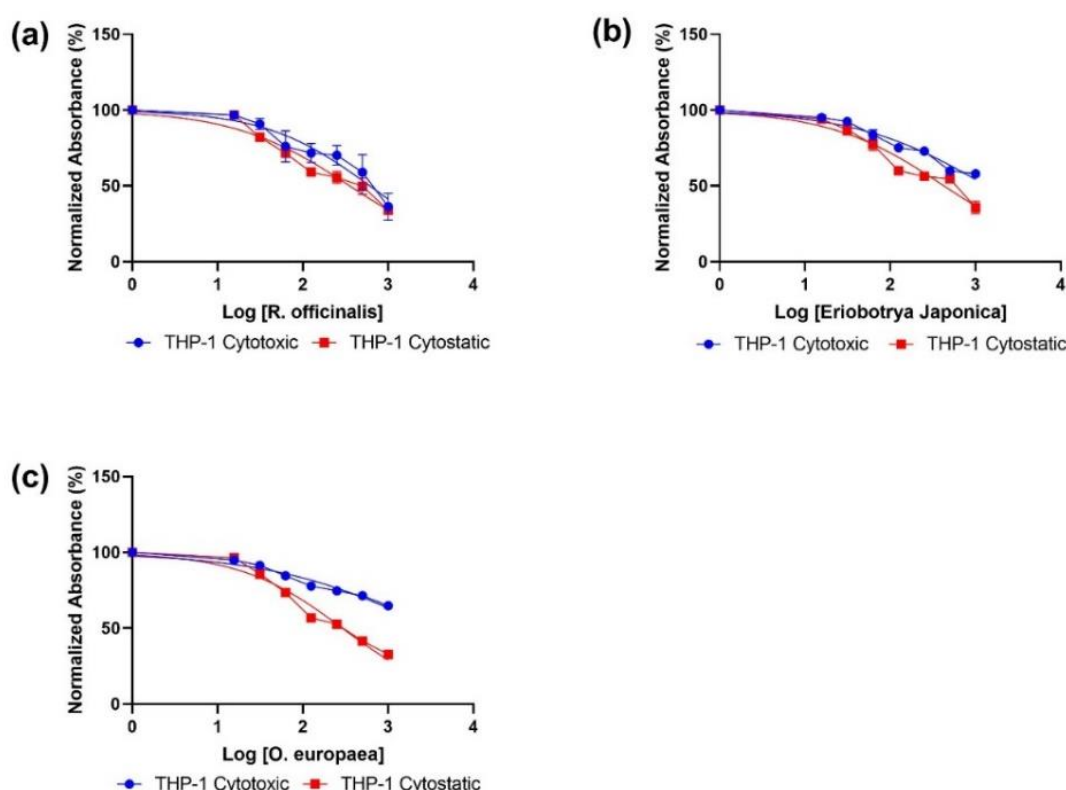 (a)
150
100
50
0
Normalized Absorbance (%)
0 1 2 3 4
Log [R. officinalis]
THP-1 Cytotoxic THP-1 Cytostatic
(b)
150
100
50
0
Normalized Absorbance (%)
0 1 2 3 4
Log [Eriobotrya Japonica]
THP-1 Cytotoxic THP-1 Cytostatic
(c)
150
100
50
0
Normalized Absorbance (%)
0 1 2 3 4
Log [O. europaea]
THP-1 Cytotoxic THP-1 Cytostatic